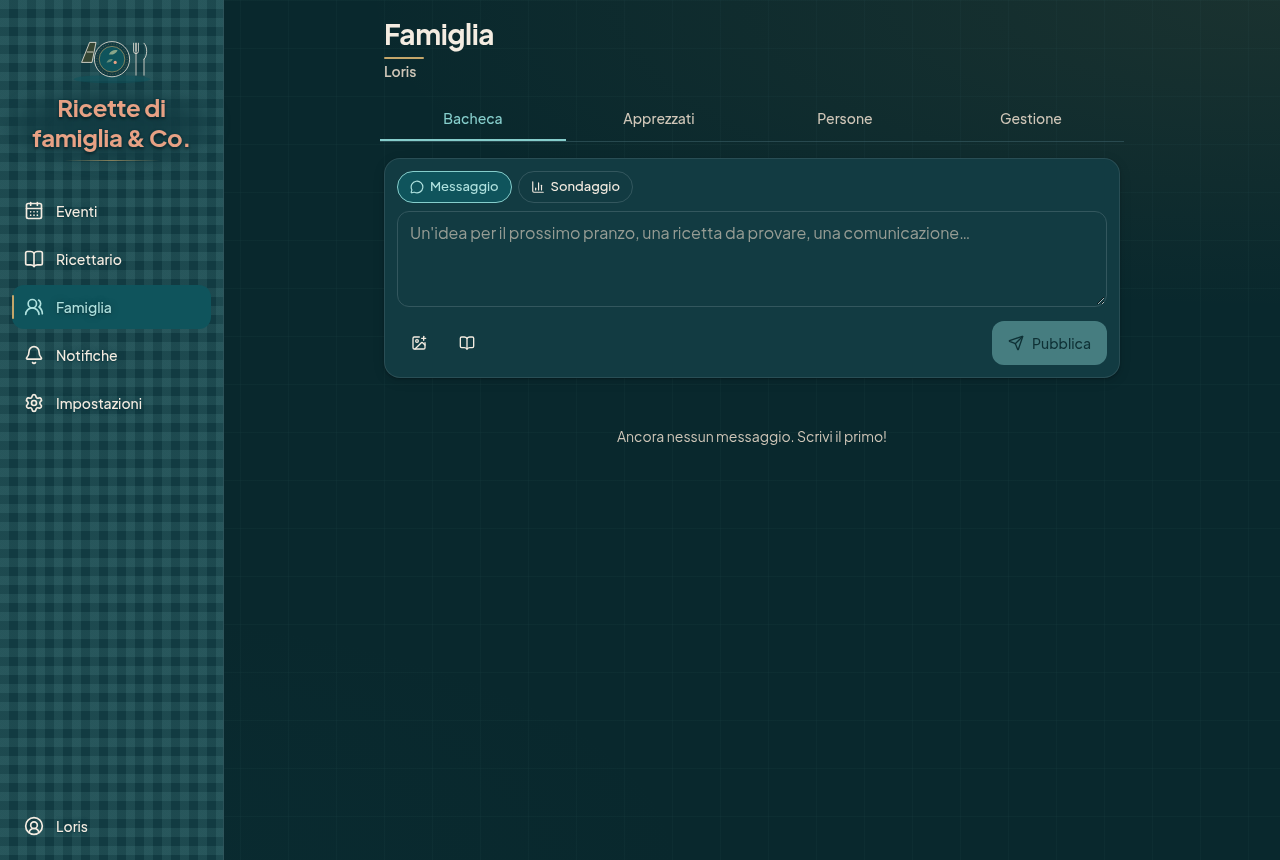 Ricette di
famiglia & Co.
Eventi
Ricettario
Famiglia
Notifiche
Impostazioni
Loris
Famiglia
Loris
Bacheca
Apprezzati
Persone
Gestione
Messaggio
Sondaggio
Un'idea per il prossimo pranzo, una ricetta da provare, una comunicazione…
Pubblica
Ancora nessun messaggio. Scrivi il primo!